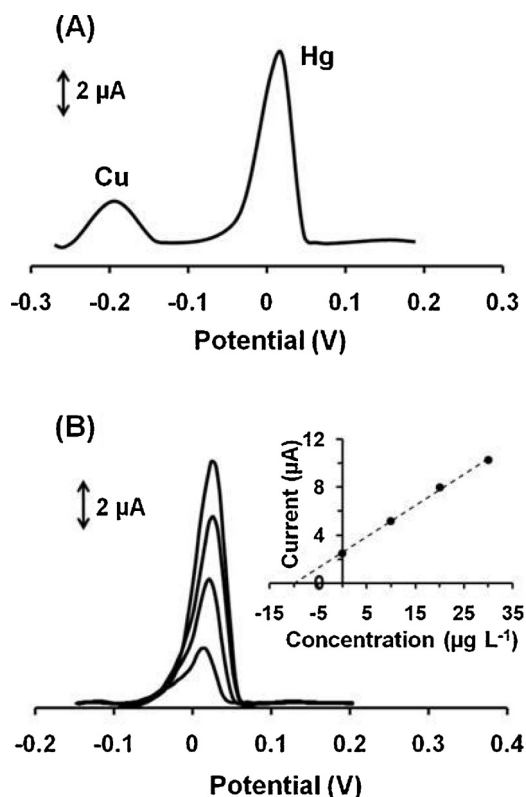 (A)
2 µA
Hg
Cu
-0.3 -0.2 -0.1 0 0.1 0.2 0.3
Potential (V)
(B)
2 µA
12
8
4
0
Current (µA)
-15 -5 5 15 25 35
Concentration (µg L-1)
-0.2 -0.1 0 0.1 0.2 0.3 0.4
Potential (V)